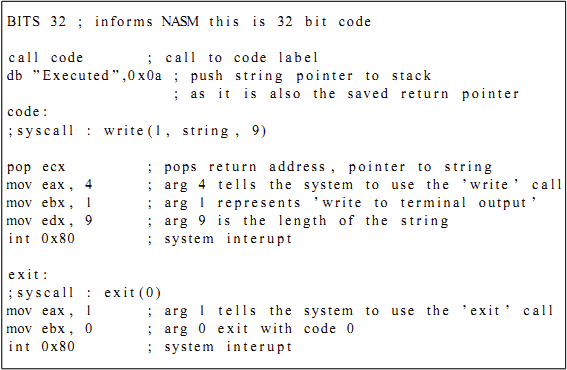 BITS 32 ; informs NASM this is 32 bit code
call code ; call to code label
db "Executed",0x0a ; push string pointer to stack
; as it is also the saved return pointer
code:
;syscall : write(1, string, 9)
pop ecx ; pops return address, pointer to string
mov eax, 4 ; arg 4 tells the system to use the 'write' call
mov ebx, 1 ; arg 1 represents 'write to terminal output'
mov edx, 9 ; arg 9 is the length of the string
int 0x80 ; system interupt
exit:
;syscall : exit(0)
mov eax, 1 ; arg 1 tells the system to use the 'exit' call
mov ebx, 0 ; arg 0 exit with code 0
int 0x80 ; system interupt